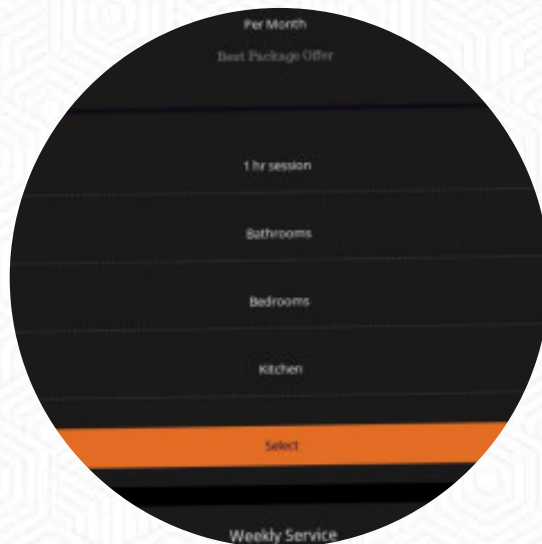 Per Month
Best Package Offer
1 hr session
Bathrooms
Bedrooms
Kitchen
Select
Weekly Service